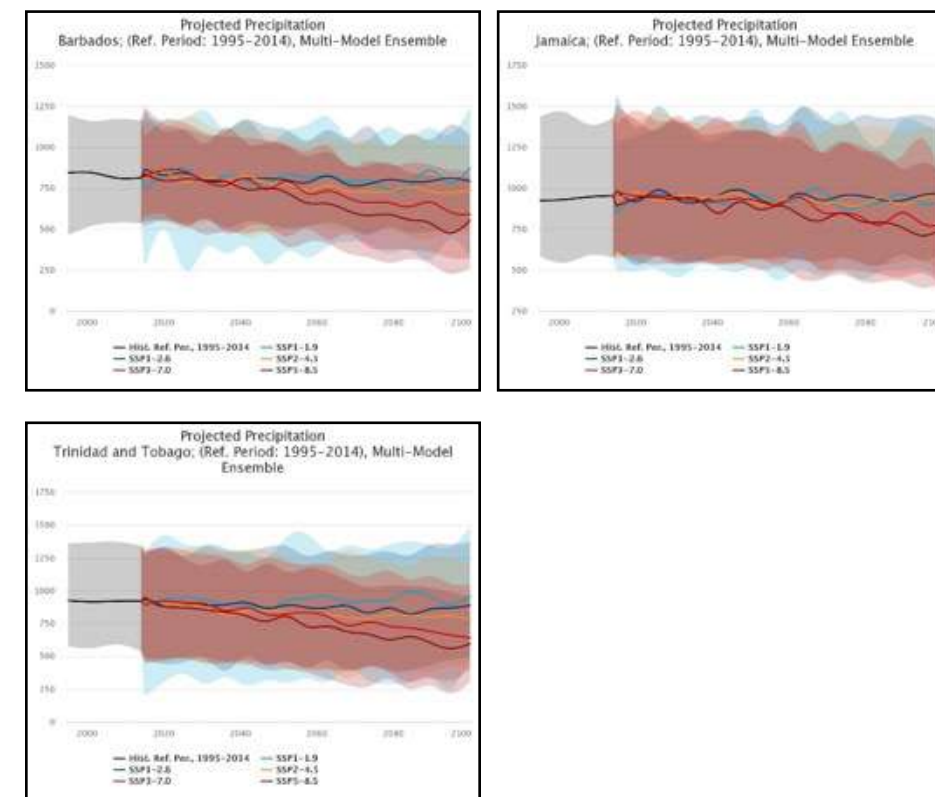 Projected Precipitation
Barbados; (Ref. Period: 1995-2014), Multi-Model Ensemble
1500
1250
1000
750
500
250
0
2000 2020 2040 2060 2080 2100
Hist. Ref. Per., 1995-2014 SSP1-1.9
SSP1-2.6 SSP2-4.5
SSP3-7.0 SSP5-8.5
Projected Precipitation
Jamaica; (Ref. Period: 1995-2014), Multi-Model Ensemble
1750
1500
1250
1000
750
500
250
2000 2020 2040 2060 2080
Hist. Ref. Per., 1995-2014 SSP1-1.9
SSP1-2.6 SSP2-4.5
SSP3-7.0 SSP5-8.5
Projected Precipitation
Trinidad and Tobago; (Ref. Period: 1995-2014), Multi-Model
Ensemble
1750
1500
1250
1000
750
500
250
0
2000 2020 2040 2060 2080 2100
Hist. Ref. Per., 1995-2014 SSP1-1.9
SSP1-2.6 SSP2-4.5
SSP3-7.0 SSP5-8.5